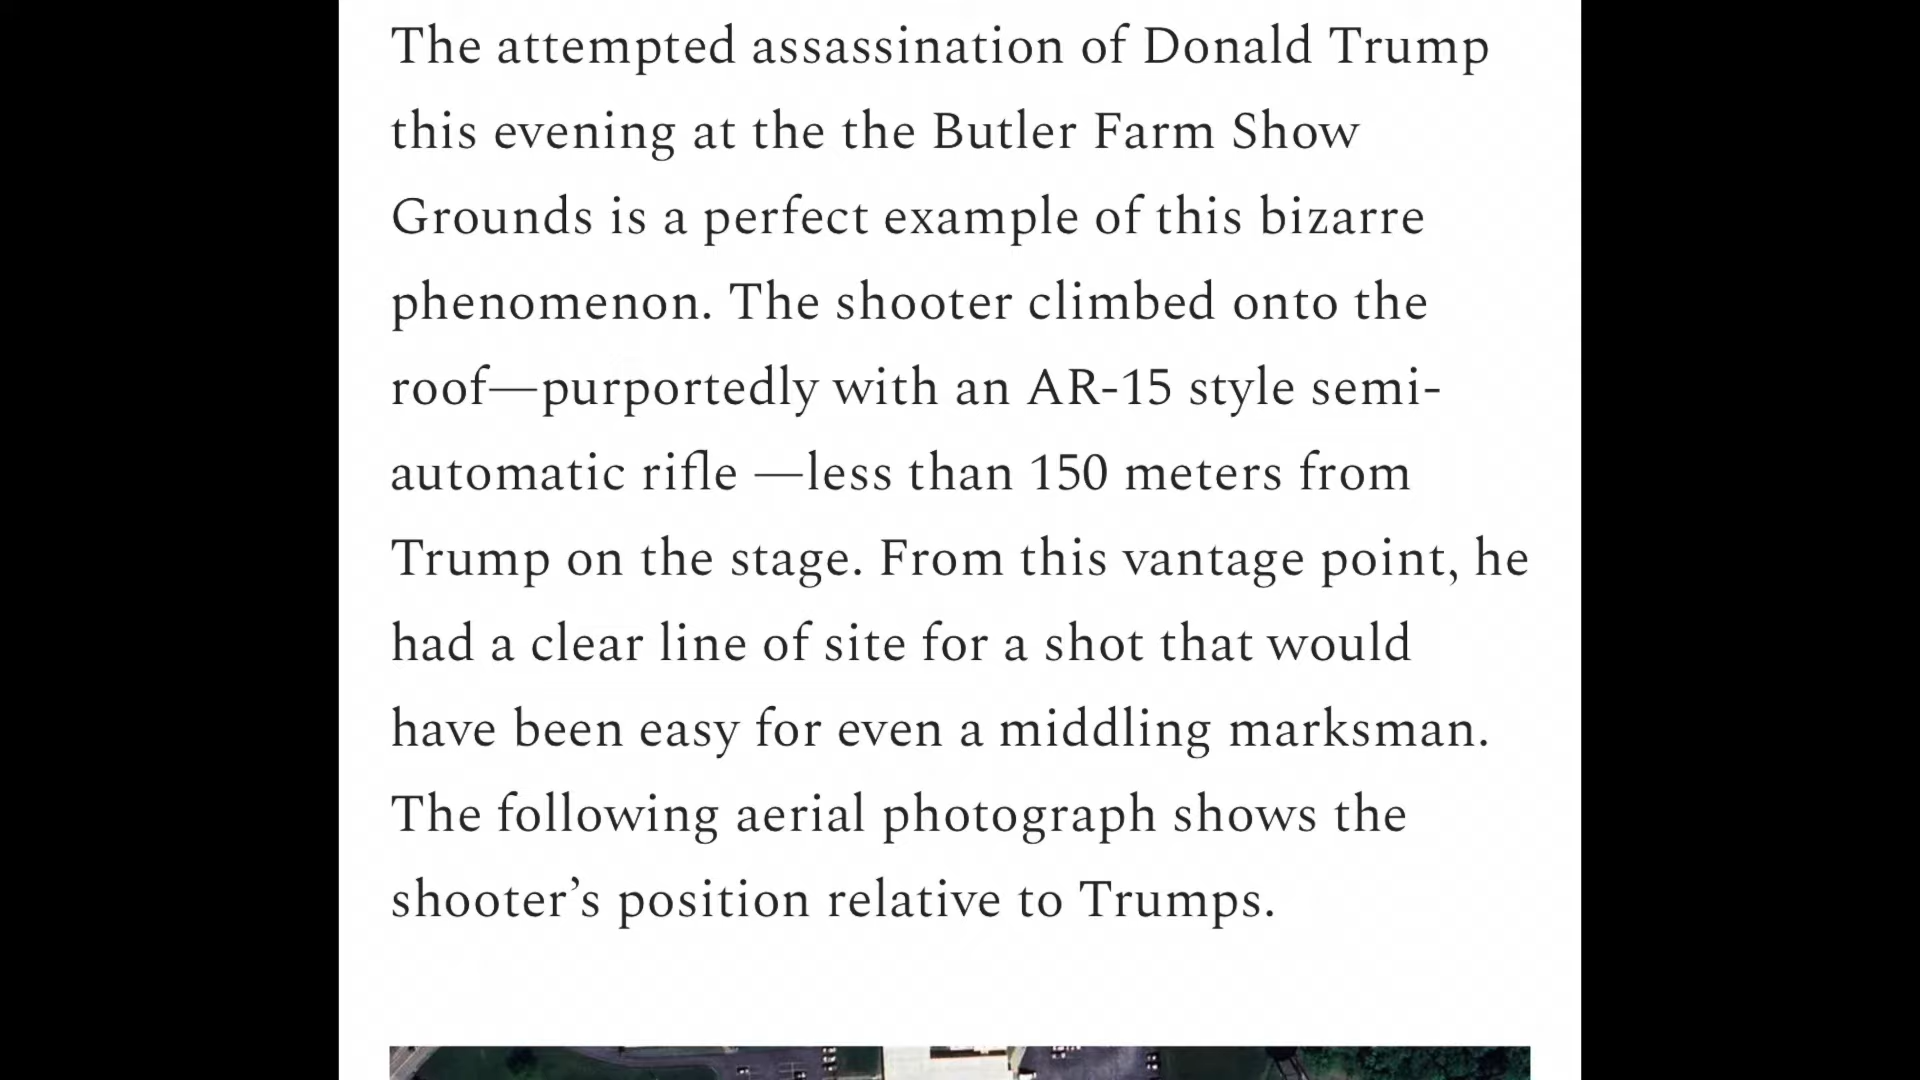 The attempted assassination of Donald Trump
this evening at the the Butler Farm Show
Grounds is a perfect example of this bizarre
phenomenon. The shooter climbed onto the
roof—purportedly with an AR-15 style semi-
automatic rifle —less than 150 meters from
Trump on the stage. From this vantage point, he
had a clear line of site for a shot that would
have been easy for even a middling marksman.
The following aerial photograph shows the
shooter’s position relative to Trumps.